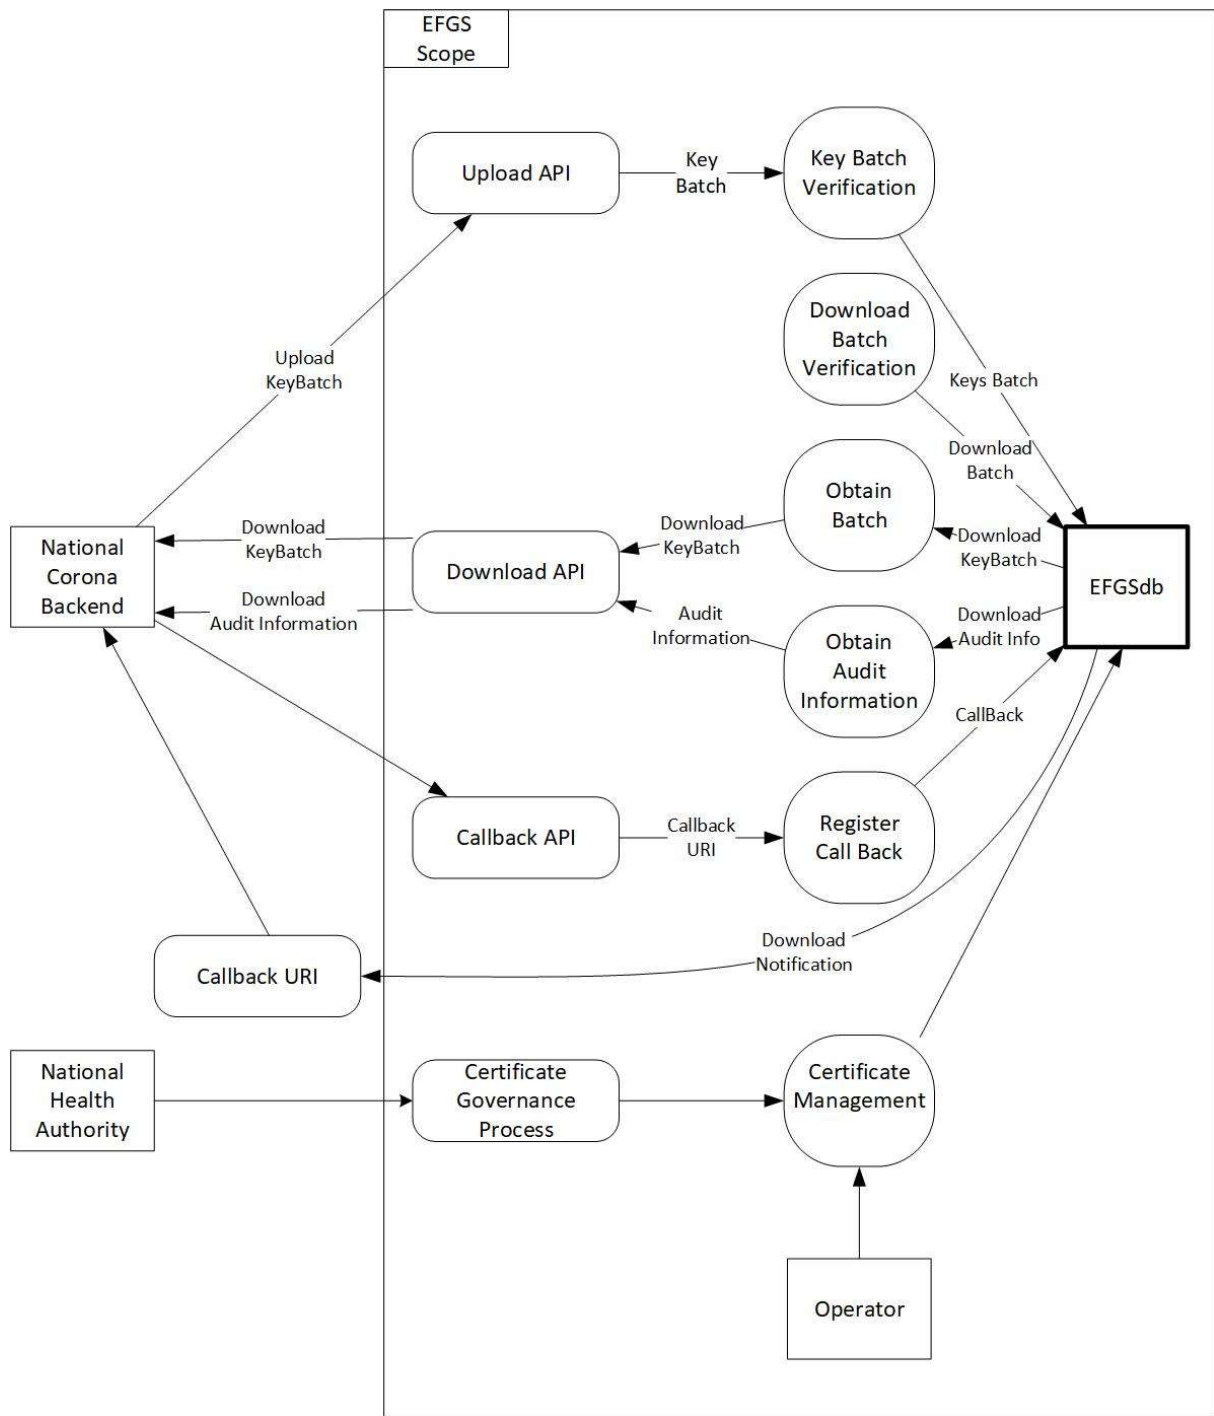 EFGS
Scope
Upload API
Key
Batch
Key Batch
Verification
Download
Batch
Verification
Upload
KeyBatch
Keys Batch
Download
Batch
Obtain
Batch
Download
KeyBatch
Download
KeyBatch
Download
KeyBatch
National
Corona
Backend
Download API
EFGSdb
Download
Audit Information
Audit
Information
Download
Audit Info
Obtain
Audit
Information
CallBack
Callback API
Callback
URI
Register
Call Back
Download
Notification
Callback URI
National
Health
Authority
Certificate
Governance
Process
Certificate
Management
Operator